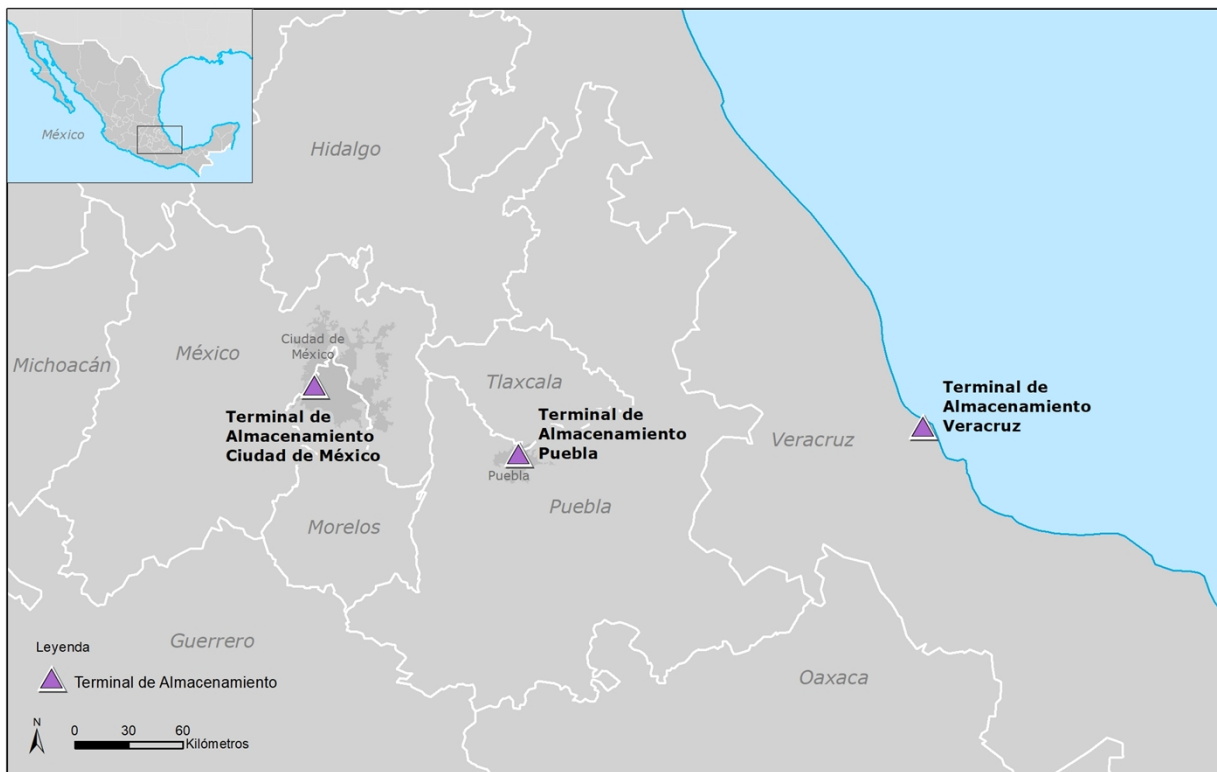 México
Hidalgo
Ciudad de
México
México
Michoacán
Tlaxcala
Terminal de
Almacenamiento
Ciudad de México
Terminal de
Almacenamiento
Puebla
Terminal de
Almacenamiento
Veracruz
Veracruz
Puebla
Puebla
Morelos
Guerrero
Oaxaca
Leyenda
Terminal de Almacenamiento
N
0 30 60
Kilómetros